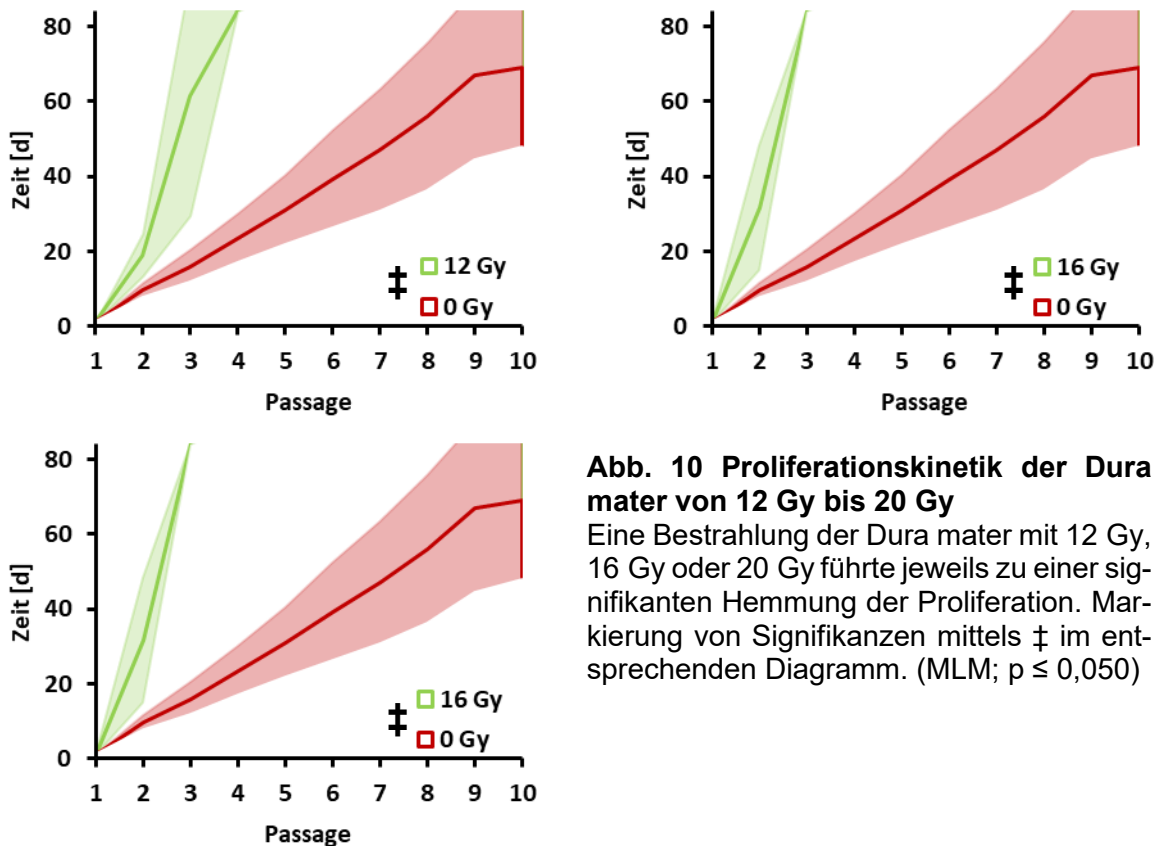 80
60
40
20
0
Zeit [d]
12 Gy
‡
0 Gy
1 2 3 4 5 6 7 8 9 10
Passage
80
60
40
20
0
Zeit [d]
16 Gy
‡
0 Gy
1 2 3 4 5 6 7 8 9 10
Passage
80
60
40
20
0
Zeit [d]
16 Gy
‡
0 Gy
1 2 3 4 5 6 7 8 9 10
Passage
Abb. 10 Proliferationskinetik der Dura
mater von 12 Gy bis 20 Gy
Eine Bestrahlung der Dura mater mit 12 Gy,
16 Gy oder 20 Gy führte jeweils zu einer sig-
nifikanten Hemmung der Proliferation. Mar-
kierung von Signifikanzen mittels ‡ im ent-
sprechenden Diagramm. (MLM; p ≤ 0,050)